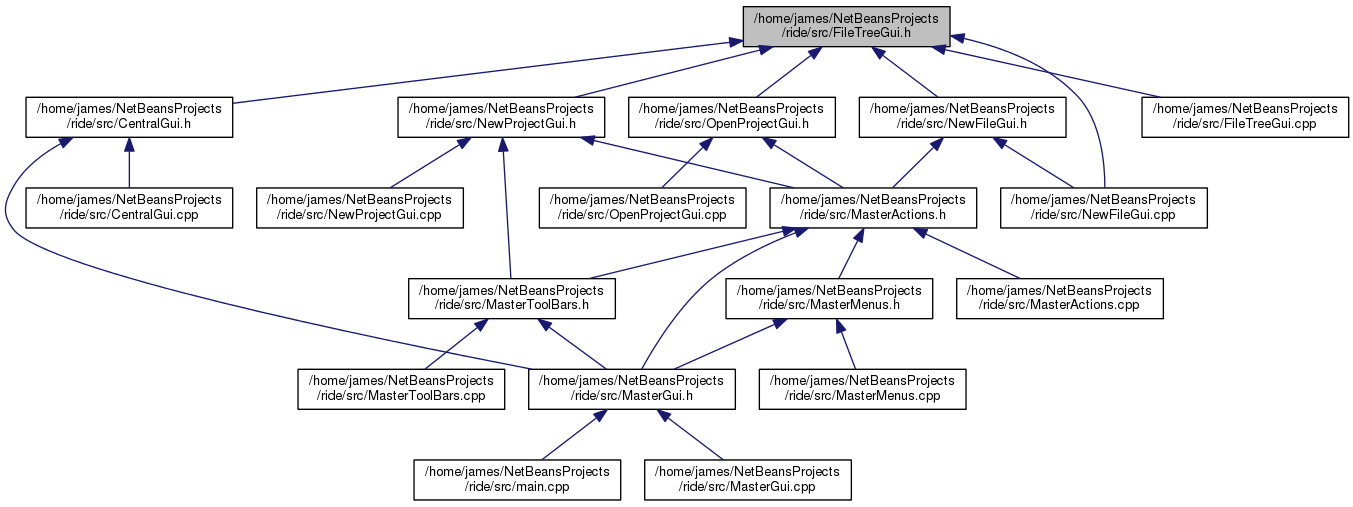 /home/james/NetBeansProjects
/ride/src/FileTreeGui.h
/home/james/NetBeansProjects
/ride/src/CentralGui.h
/home/james/NetBeansProjects
/ride/src/NewProjectGui.h
/home/james/NetBeansProjects
/ride/src/OpenProjectGui.h
/home/james/NetBeansProjects
/ride/src/NewFileGui.h
/home/james/NetBeansProjects
/ride/src/FileTreeGui.cpp
/home/james/NetBeansProjects
/ride/src/CentralGui.cpp
/home/james/NetBeansProjects
/ride/src/NewProjectGui.cpp
/home/james/NetBeansProjects
/ride/src/OpenProjectGui.cpp
/home/james/NetBeansProjects
/ride/src/MasterActions.h
/home/james/NetBeansProjects
/ride/src/NewFileGui.cpp
/home/james/NetBeansProjects
/ride/src/MasterToolBars.h
/home/james/NetBeansProjects
/ride/src/MasterMenus.h
/home/james/NetBeansProjects
/ride/src/MasterActions.cpp
/home/james/NetBeansProjects
/ride/src/MasterToolBars.cpp
/home/james/NetBeansProjects
/ride/src/MasterGui.h
/home/james/NetBeansProjects
/ride/src/MasterMenus.cpp
/home/james/NetBeansProjects
/ride/src/main.cpp
/home/james/NetBeansProjects
/ride/src/MasterGui.cpp